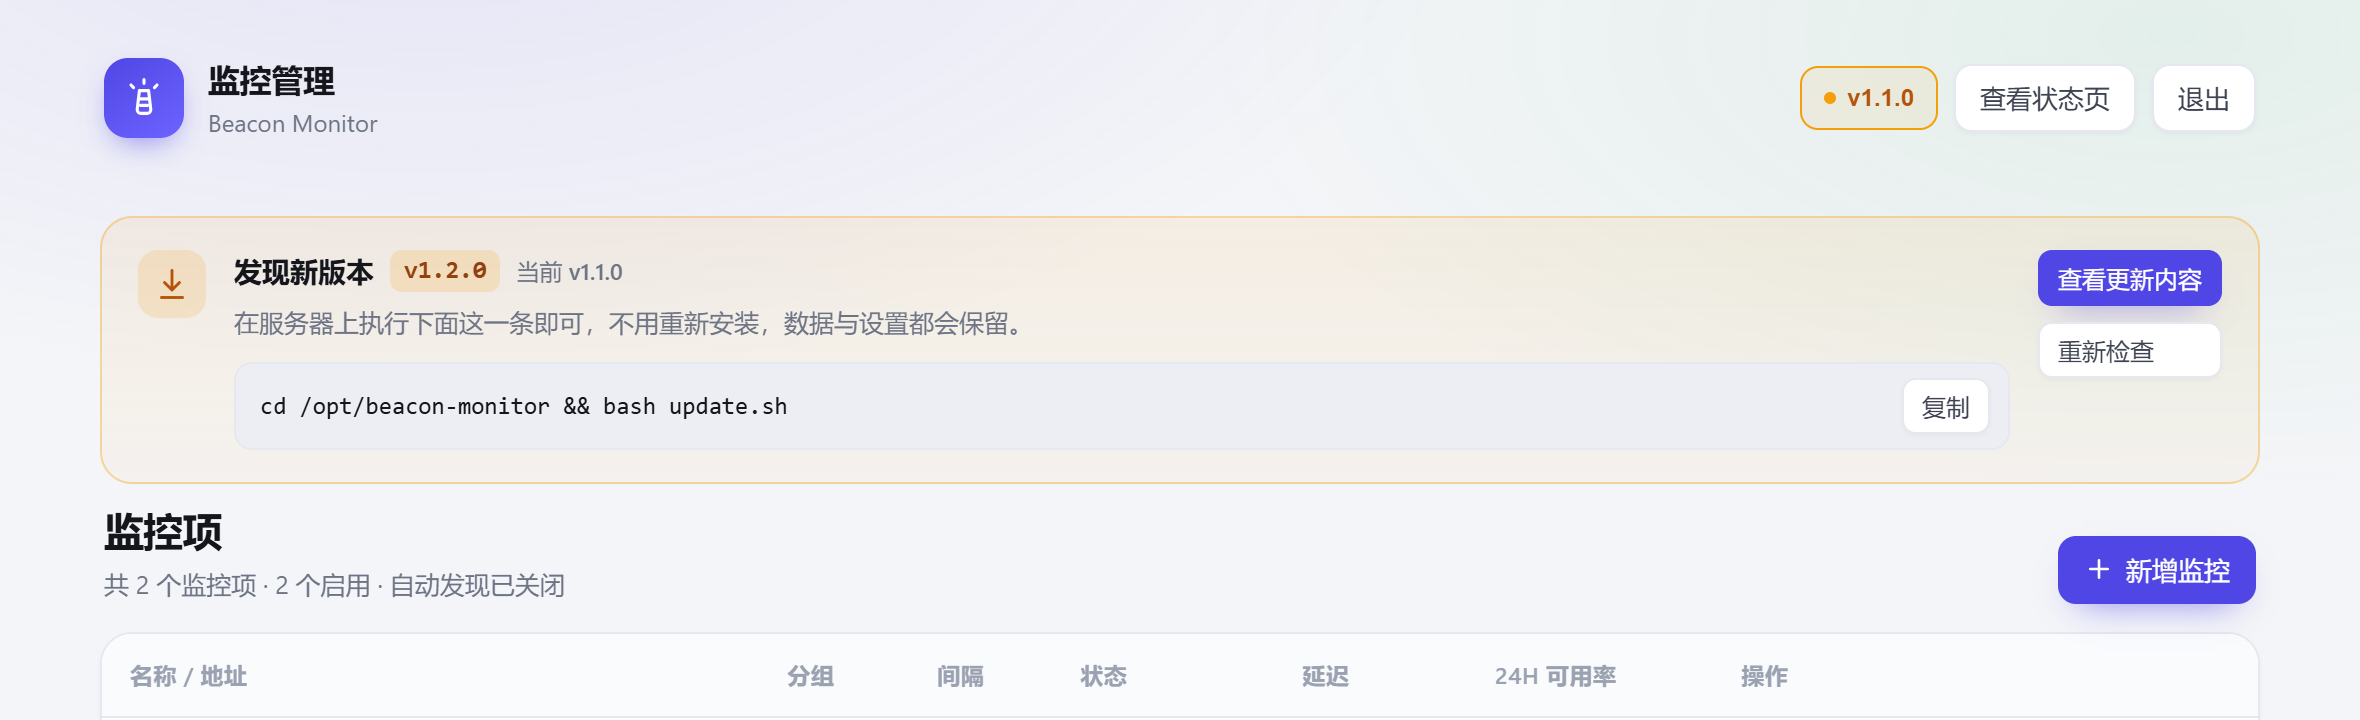 监控管理
Beacon Monitor
v1.1.0
查看状态页
退出
发现新版本 v1.2.0 当前 v1.1.0
在服务器上执行下面这一条即可，不用重新安装，数据与设置都会保留。
cd /opt/beacon-monitor && bash update.sh
复制
查看更新内容
重新检查
监控项
共 2 个监控项 · 2 个启用 · 自动发现已关闭
+ 新增监控
名称 / 地址 分组 间隔 状态 延迟 24H 可用率 操作